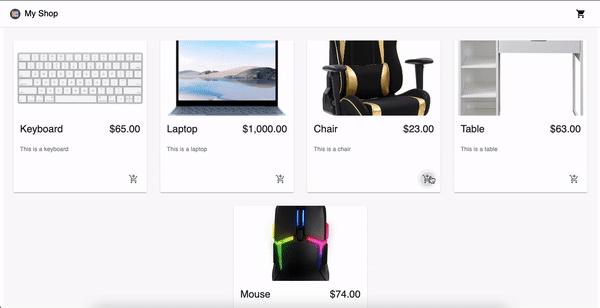 My Shop
Keyboard $65.00
This is a keyboard
Laptop $1,000.00
This is a laptop
Chair $23.00
This is a chair
Table $63.00
This is a table
Mouse $74.00